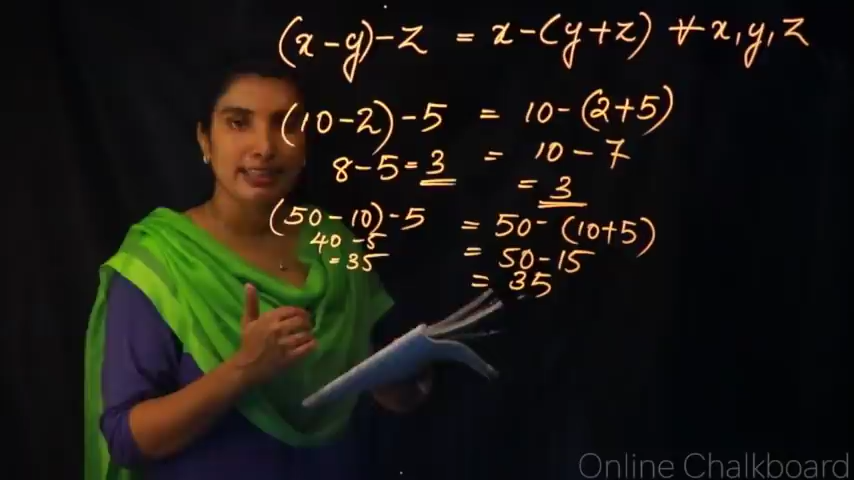 (x-y)-z = x-(y+z) ∀ x, y, z
(10-2)-5 = 10-(2+5)
8-5=3 = 10-7
= 3
(50-10)-5 = 50-(10+5)
40-5 = 50-15
=35 = 35
Online Chalkboard